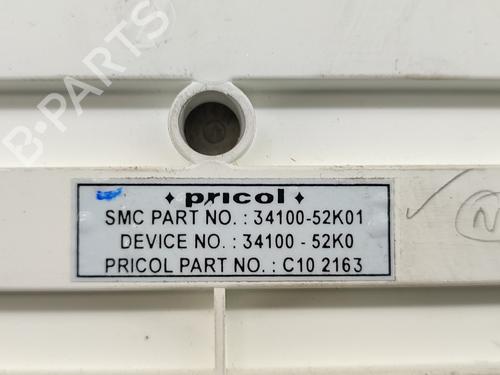 B-PARTS
♦ pricol ♦
SMC PART NO. : 34100-52K01
DEVICE NO. : 34100 - 52K0
PRICOL PART NO. : C10 2163
N